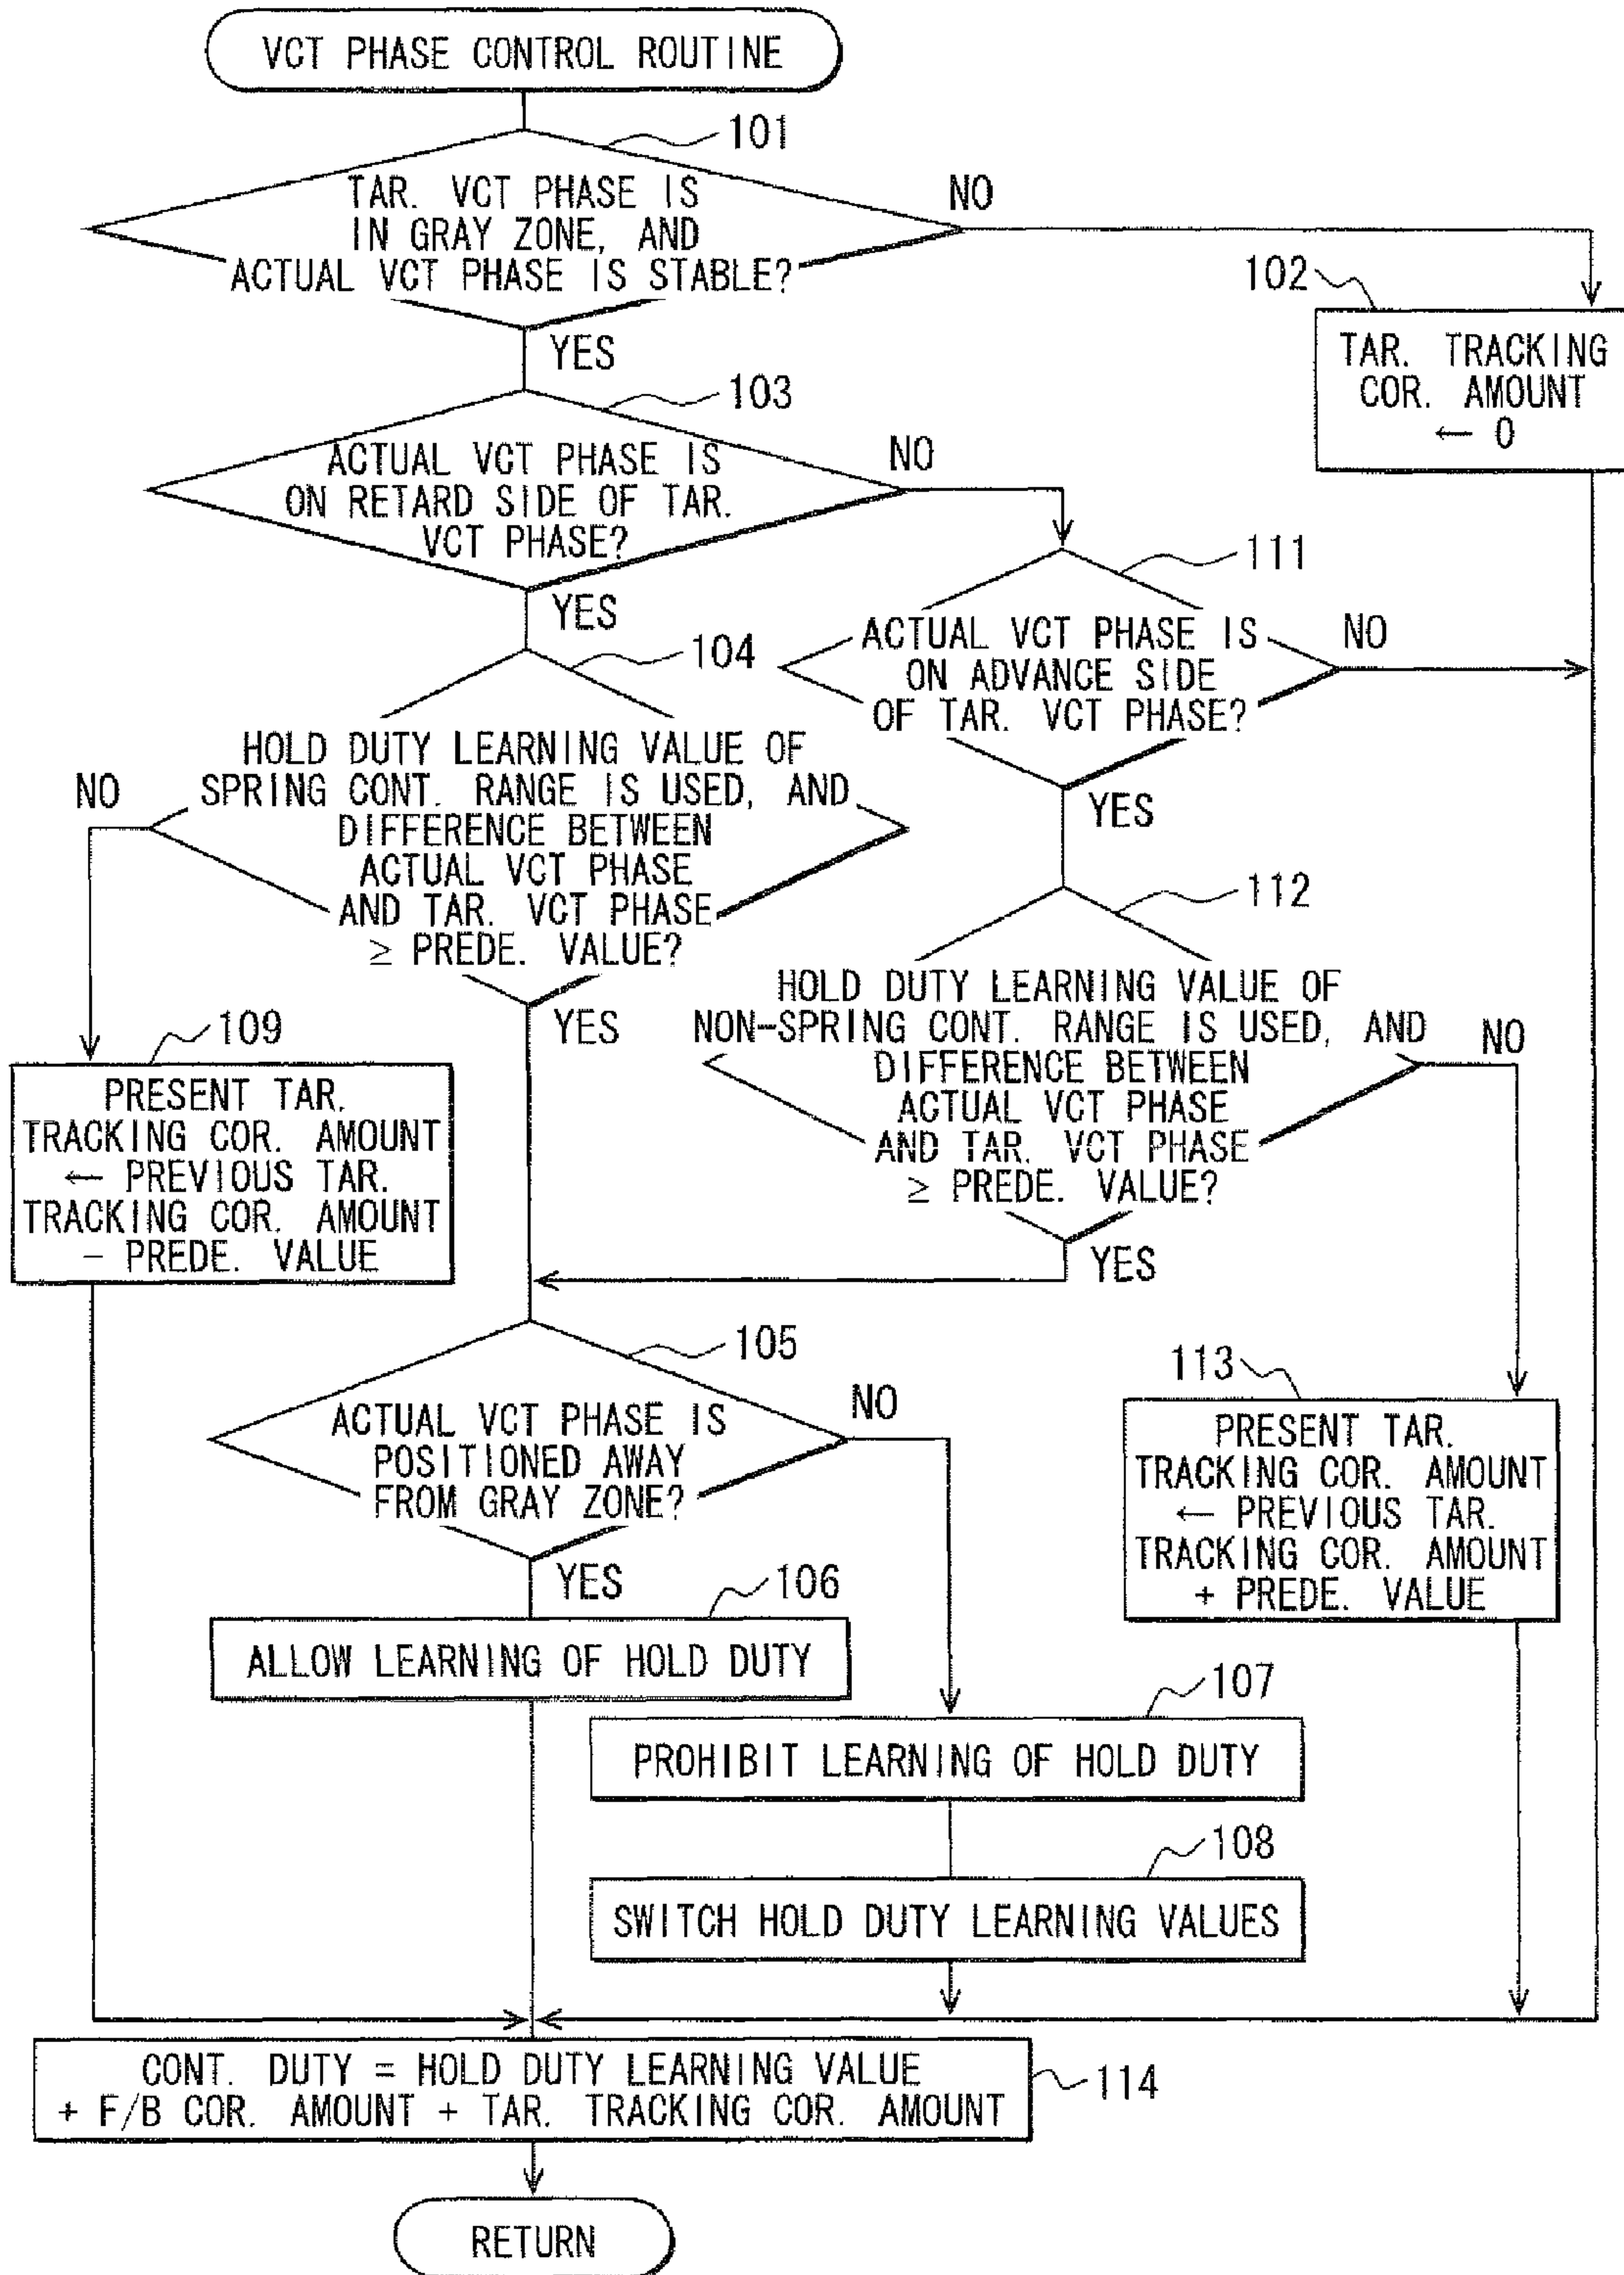 VCT PHASE CONTROL ROUTINE
101
TAR. VCT PHASE IS
IN GRAY ZONE, AND
ACTUAL VCT PHASE IS STABLE?
NO
YES
102
TAR. TRACKING
COR. AMOUNT
← 0
103
ACTUAL VCT PHASE IS
ON RETARD SIDE OF TAR.
VCT PHASE?
NO
YES
111
ACTUAL VCT PHASE IS
ON ADVANCE SIDE
OF TAR. VCT PHASE?
NO
YES
104
HOLD DUTY LEARNING VALUE OF
SPRING CONT. RANGE IS USED, AND
DIFFERENCE BETWEEN
ACTUAL VCT PHASE
AND TAR. VCT PHASE
≥ PREDE. VALUE?
NO
YES
112
HOLD DUTY LEARNING VALUE OF
NON-SPRING CONT. RANGE IS USED, AND
DIFFERENCE BETWEEN
ACTUAL VCT PHASE
AND TAR. VCT PHASE
≥ PREDE. VALUE?
NO
YES
109
PRESENT TAR.
TRACKING COR. AMOUNT
← PREVIOUS TAR.
TRACKING COR. AMOUNT
- PREDE. VALUE
105
ACTUAL VCT PHASE IS
POSITIONED AWAY
FROM GRAY ZONE?
NO
YES
113
PRESENT TAR.
TRACKING COR. AMOUNT
← PREVIOUS TAR.
TRACKING COR. AMOUNT
+ PREDE. VALUE
106
ALLOW LEARNING OF HOLD DUTY
107
PROHIBIT LEARNING OF HOLD DUTY
108
SWITCH HOLD DUTY LEARNING VALUES
CONT. DUTY = HOLD DUTY LEARNING VALUE
+ F/B COR. AMOUNT + TAR. TRACKING COR. AMOUNT
114
RETURN